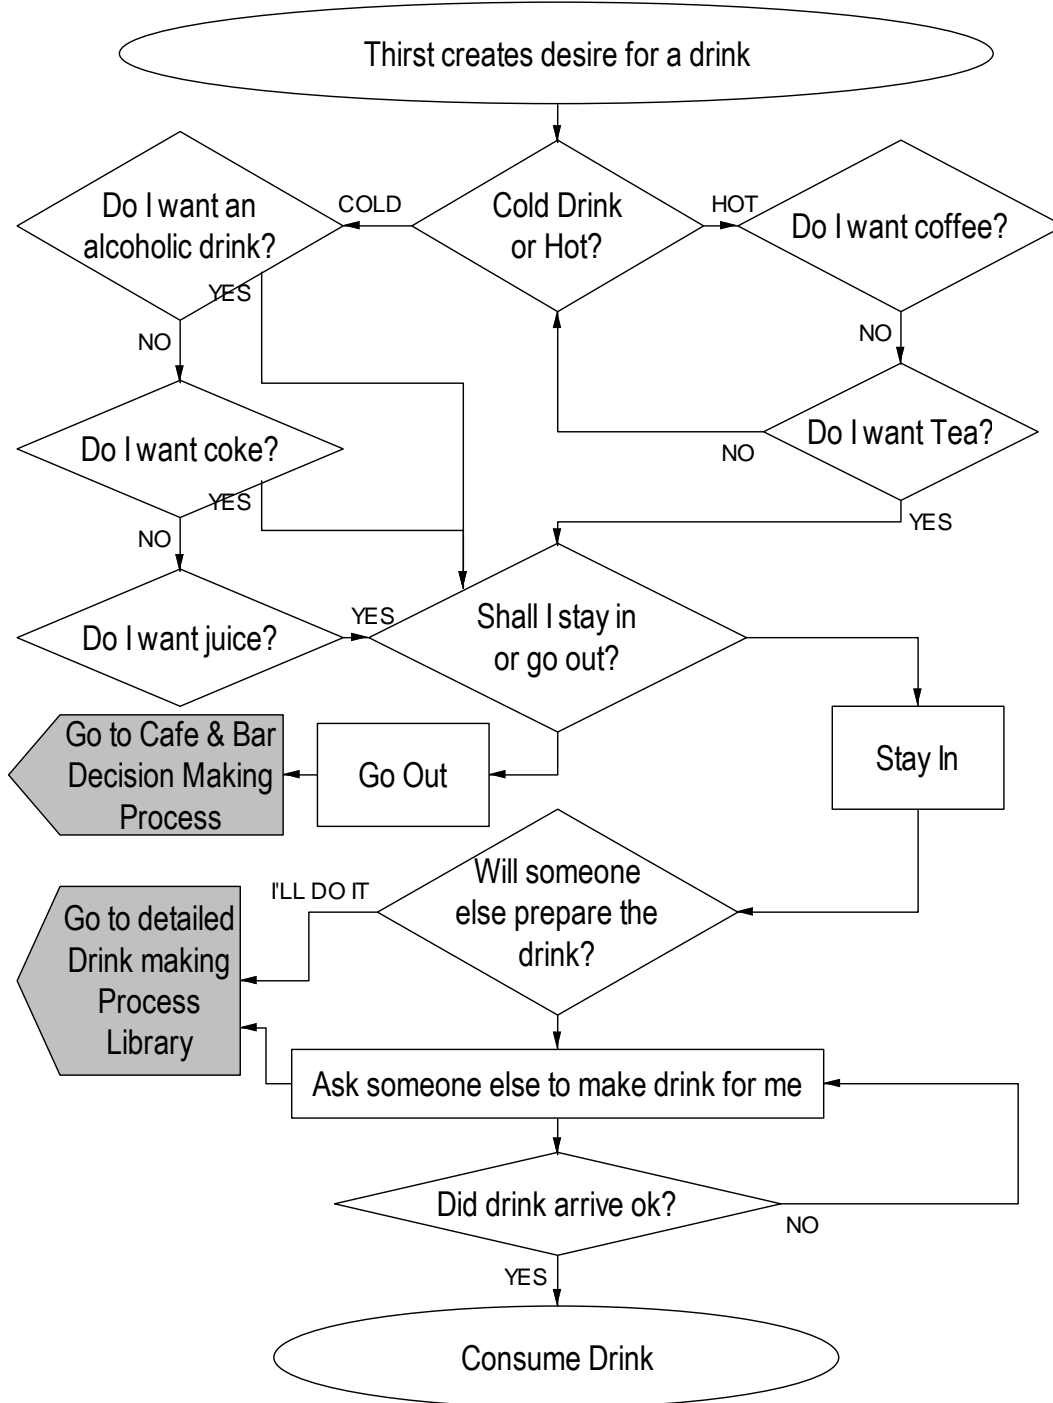 Thirst creates desire for a drink
Do I want an
alcoholic drink?
COLD
Cold Drink
or Hot?
HOT
Do I want coffee?
YES
NO
NO
Do I want coke?
Do I want Tea?
NO
YES
YES
NO
Do I want juice?
YES
Shall I stay in
or go out?
Go to Cafe & Bar
Decision Making
Process
Go Out
Stay In
I'LL DO IT
Will someone
else prepare the
drink?
Go to detailed
Drink making
Process
Library
Ask someone else to make drink for me
Did drink arrive ok?
NO
YES
Consume Drink